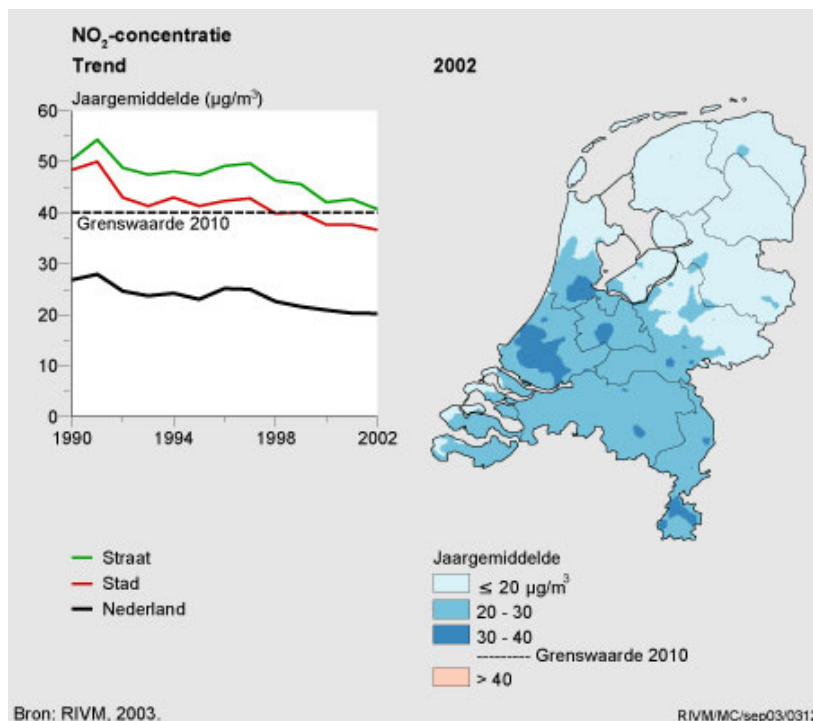 NO₂-concentratie
Trend
Jaargemiddelde (µg/m³)
60
50
40
Grenswaarde 2010
30
20
10
0
1990 1994 1998 2002
Straat
Stad
Nederland
2002
Jaargemiddelde
≤ 20 µg/m³
20 - 30
30 - 40
Grenswaarde 2010
> 40
Bron: RIVM, 2003.
RIVM/MC/sep03/0312